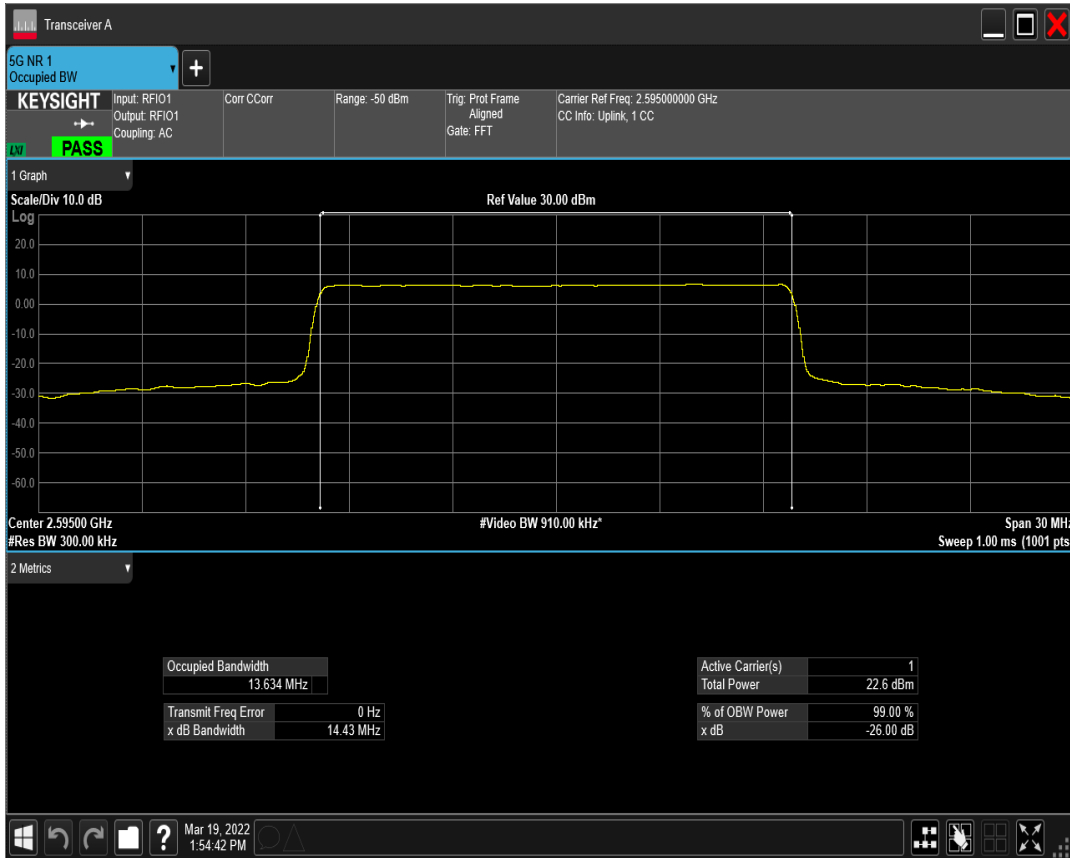 Transceiver A
5G NR 1
Occupied BW
KEYSIGHT
LXI
PASS
Input: RFIO1
Output: RFIO1
Coupling: AC
Corr CCorr
Range: -50 dBm
Trig: Prot Frame
Aligned
Gate: FFT
Carrier Ref Freq: 2.595000000 GHz
CC Info: Uplink, 1 CC
1 Graph
Scale/Div 10.0 dB
Ref Value 30.00 dBm
Log
20.0
10.0
0.00
-10.0
-20.0
-30.0
-40.0
-50.0
-60.0
Center 2.59500 GHz
#Video BW 910.00 kHz*
Span 30 MHz
#Res BW 300.00 kHz
Sweep 1.00 ms (1001 pts
2 Metrics
Occupied Bandwidth
13.634 MHz
Transmit Freq Error 0 Hz
x dB Bandwidth 14.43 MHz
Active Carrier(s) 1
Total Power 22.6 dBm
% of OBW Power 99.00 %
x dB -26.00 dB
?
Mar 19, 2022
1:54:42 PM